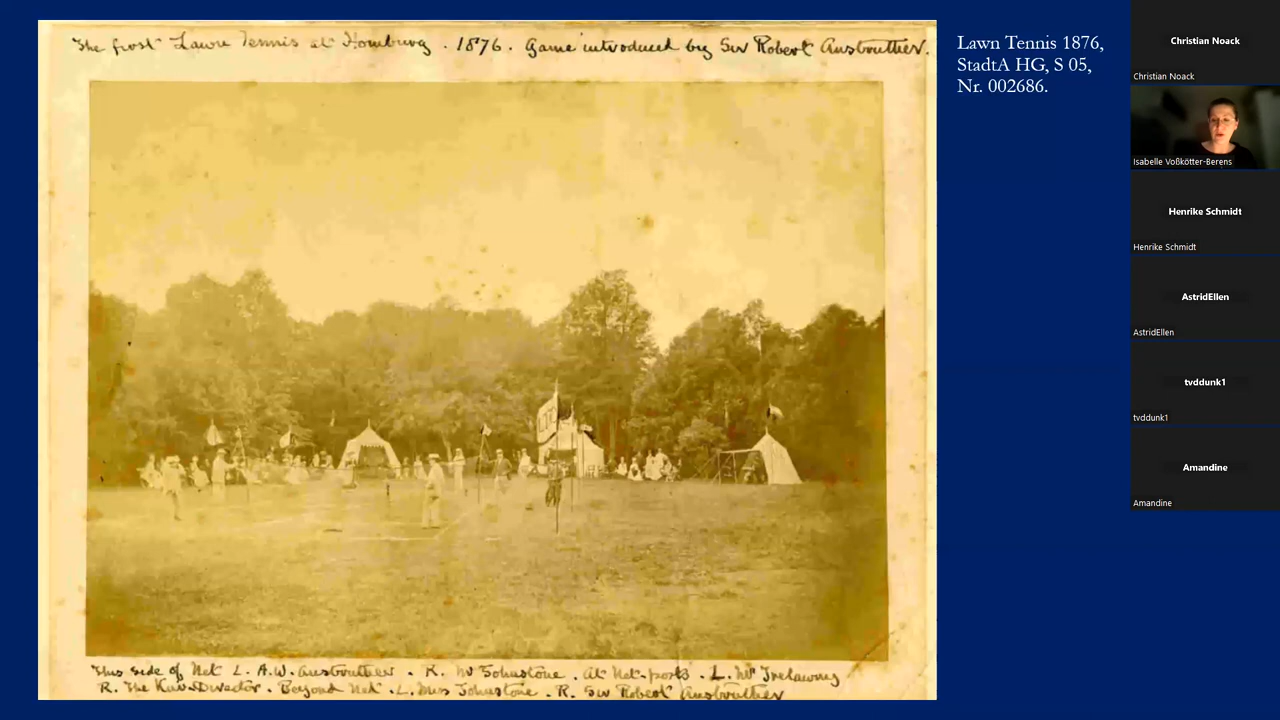 The first Lawn Tennis at Homburg . 1876 . Game introduced by Sir Robert Anstruther.
This side of Net L. A.W. Anstruther . R. Mr Johnstone . At Net-posts . L. Mr Trelawny
R. The Kur-Director . Beyond Net . L. Miss Johnstone . R. Sir Robert Anstruther
Lawn Tennis 1876,
StadtA HG, S 05,
Nr. 002686.
Christian Noack
Christian Noack
Isabelle Voßkötter-Berens
Henrike Schmidt
Henrike Schmidt
AstridEllen
AstridEllen
tvddunk1
tvddunk1
Amandine
Amandine